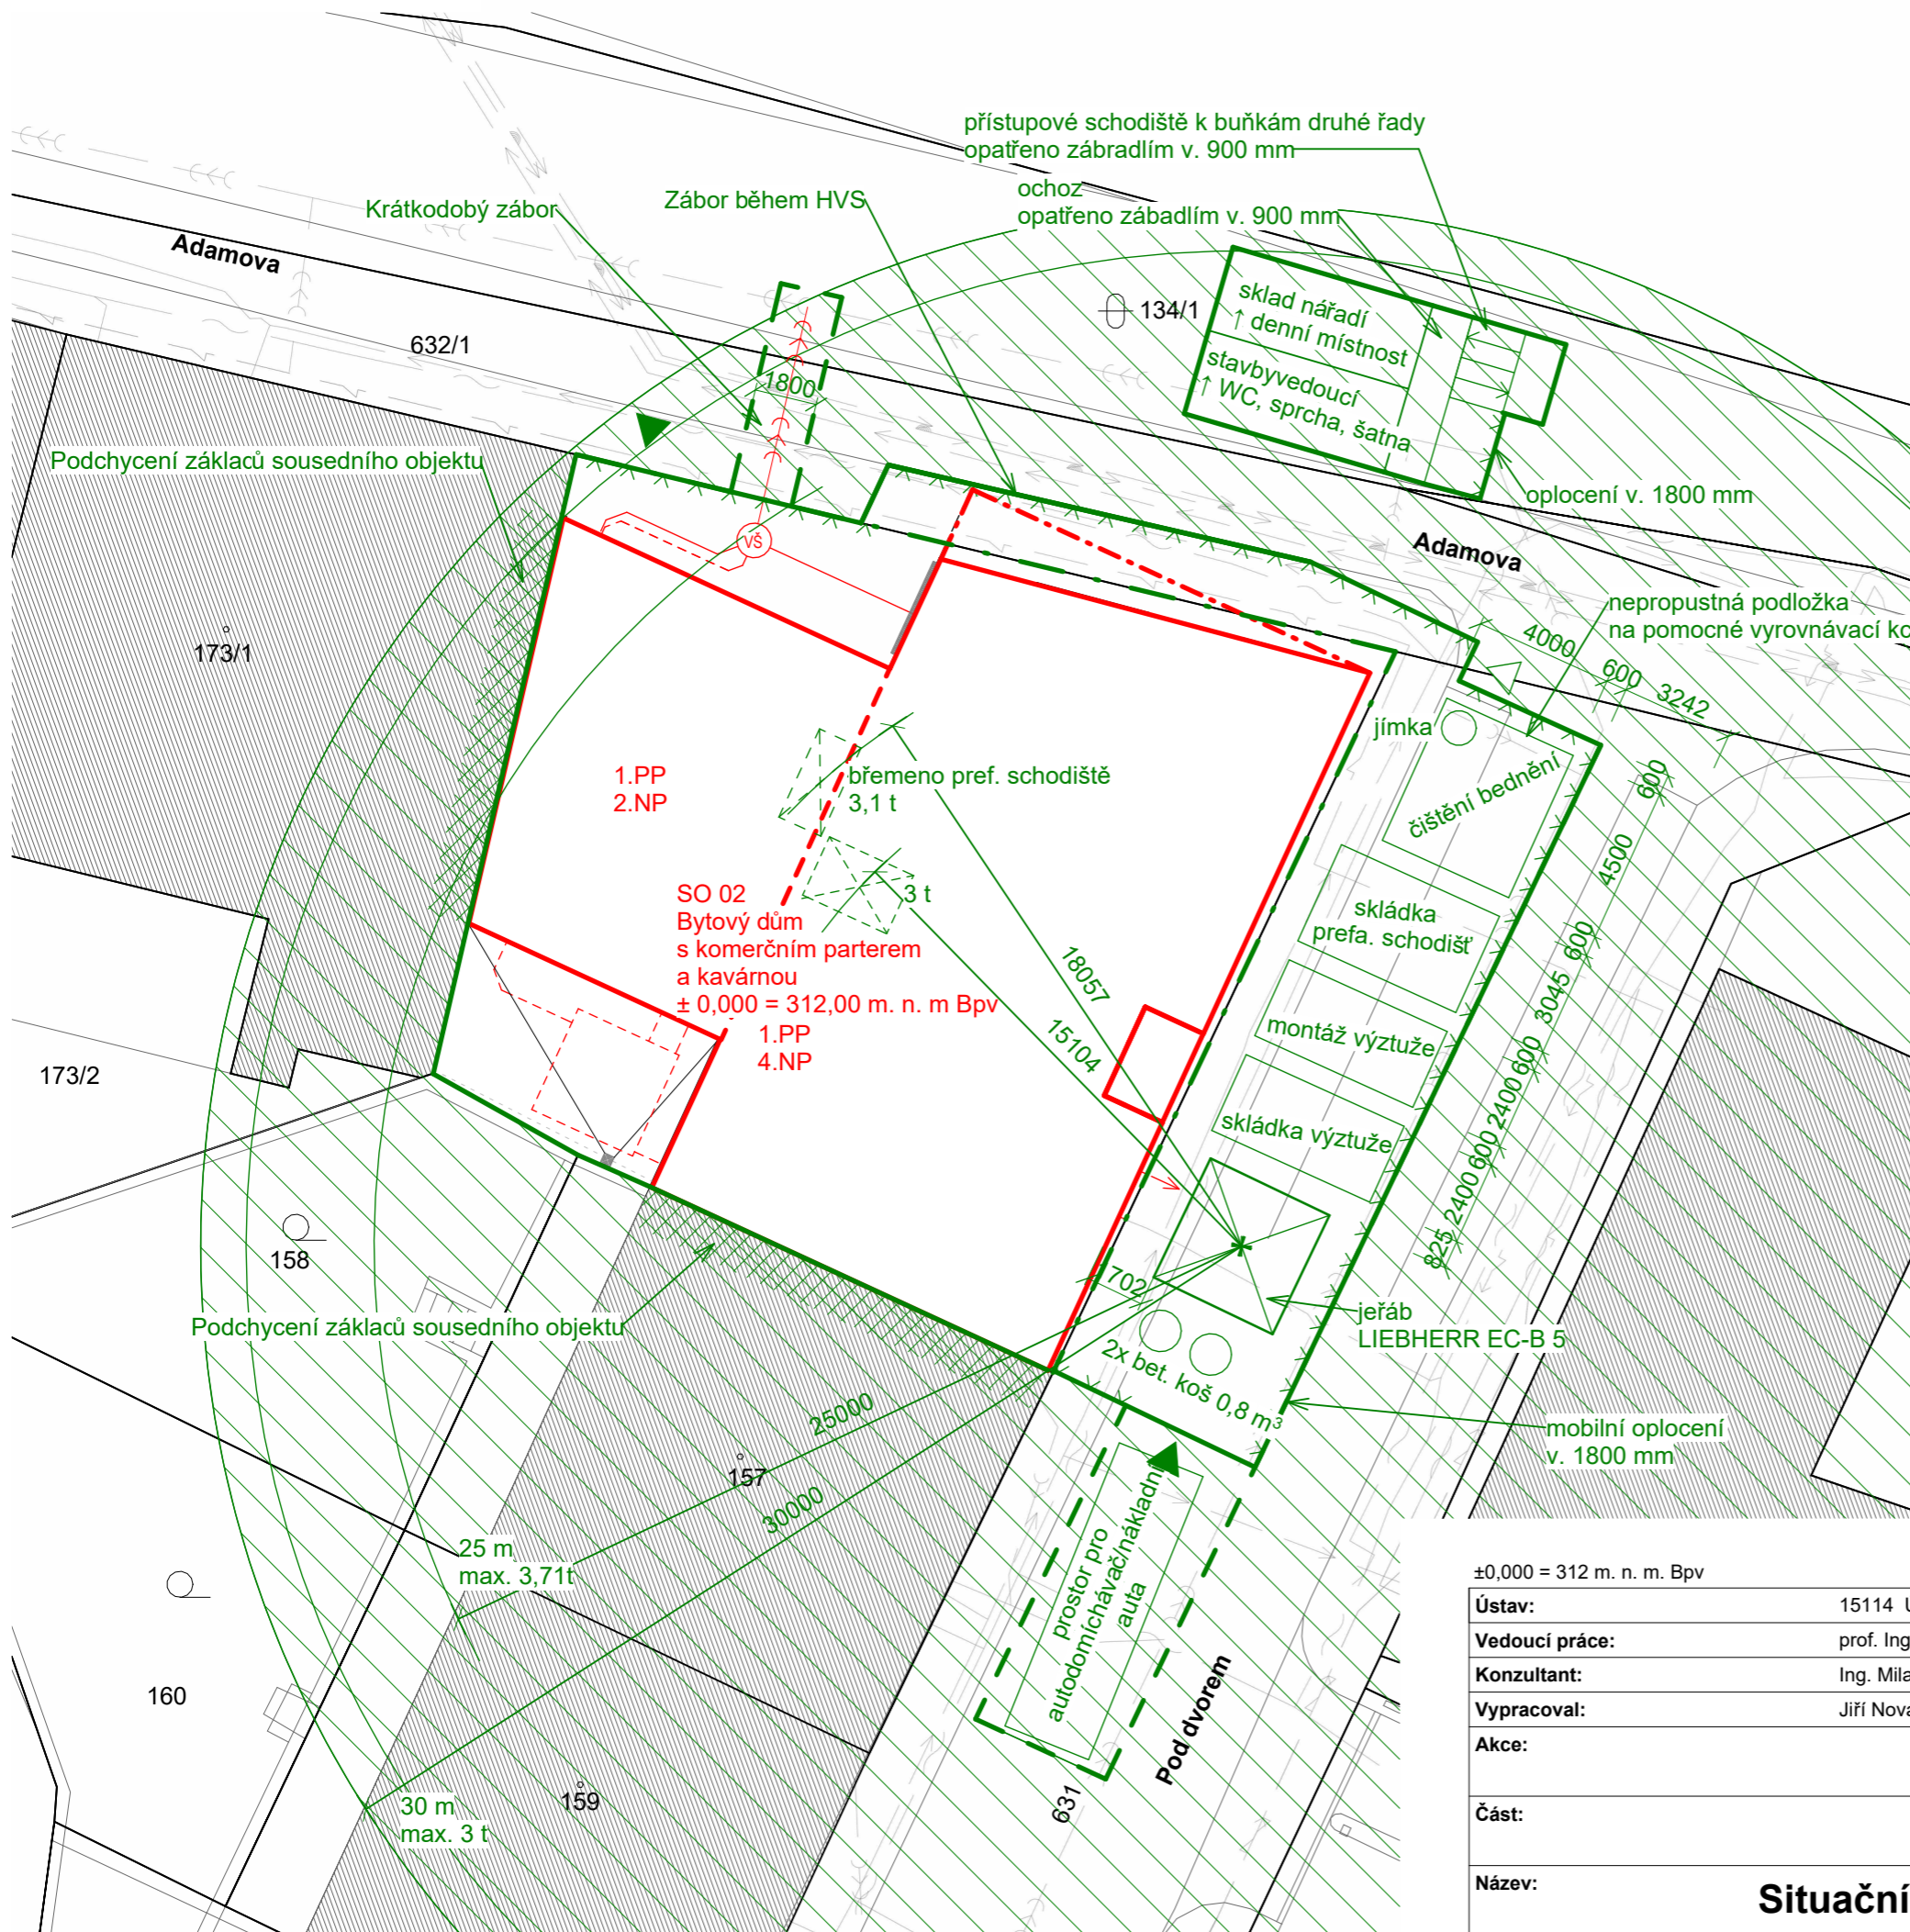 přístupové schodiště k buňkám druhé řady
opatřeno zábradlím v. 900 mm
ochoz
opatřeno zábadlím v. 900 mm
Krátkodobý zábor
Zábor během HVS
Adamova
632/1
134/1
sklad nářadí
↑ denní místnost
stavbyvedoucí
↑ WC, sprcha, šatna
1800
Podchycení základů sousedního objektu
oplocení v. 1800 mm
VŠ
Adamova
nepropustná podložka
na pomocné vyrovnávací
4000
600
3242
173/1
jímka
čištění bednění
600
1.PP
2.NP
břemeno pref. schodiště
3,1 t
4500
SO 02
Bytový dům
s komerčním parterem
a kavárnou
± 0,000 = 312,00 m. n. m Bpv
1.PP
4.NP
3 t
skládka
prefa. schodišť
600
18057
3045
15104
montáž výztuže
600
173/2
2400
skládka výztuže
600
2400
825
158
702
Podchycení základů sousedního objektu
jeřáb
LIEBHERR EC-B 5
2x bet. koš 0,8 m³
25000
mobilní oplocení
v. 1800 mm
157
30000
25 m
max. 3,71t
prostor pro
autodomíchávač/nákladní
auta
Pod dvorem
160
159
30 m
max. 3 t
631
±0,000 = 312 m. n. m. Bpv
Ústav: 15114
Vedoucí práce: prof. Ing
Konzultant: Ing.
Vypracoval: Jiří
Akce:
Část:
Název:
Situační